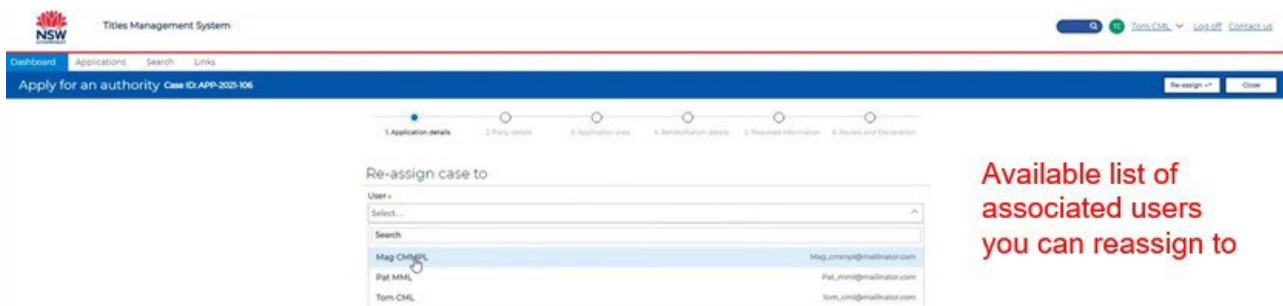 NSW
GOVERNMENT
Titles Management System
TC Tom CML Log off Contact us
Dashboard Applications Search Links
Apply for an authority Case ID: APP-2021-106
Re-assign Close
1. Application details 2. Party details 3. Application area 4. Rehabilitation details 5. Required information 6. Review and Declaration
Re-assign case to
User
Select...
Search
Mag CMMPL Mag_cmmpl@mailinator.com
Pat MML Pat_mml@mailinator.com
Tom CML tom_cml@mailinator.com
Available list of
associated users
you can reassign to